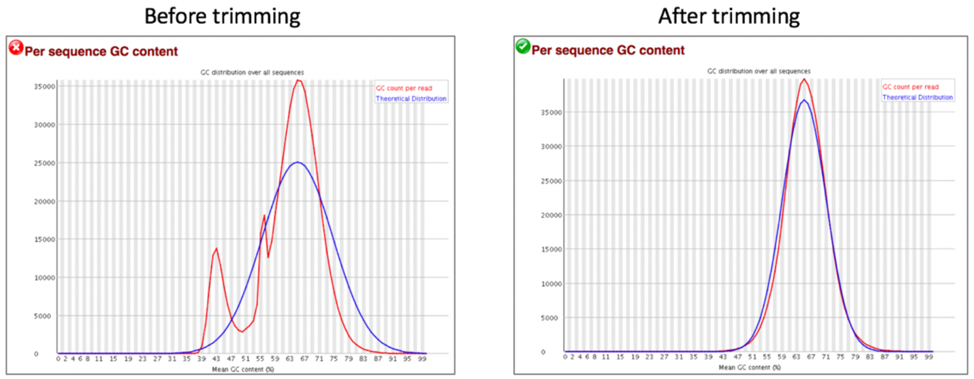 Before trimming
Per sequence GC content
GC distribution over all sequences
GC count per read
Theoretical Distribution
35000
30000
25000
20000
15000
10000
5000
0
0 2 4 6 8 11 15 19 23 27 31 35 39 43 47 51 55 59 63 67 71 75 79 83 87 91 95 99
Mean GC content (%)
After trimming
Per sequence GC content
GC distribution over all sequences
GC count per read
Theoretical Distribution
35000
30000
25000
20000
15000
10000
5000
0
0 2 4 6 8 11 15 19 23 27 31 35 39 43 47 51 55 59 63 67 71 75 79 83 87 91 95 99
Mean GC content (%)